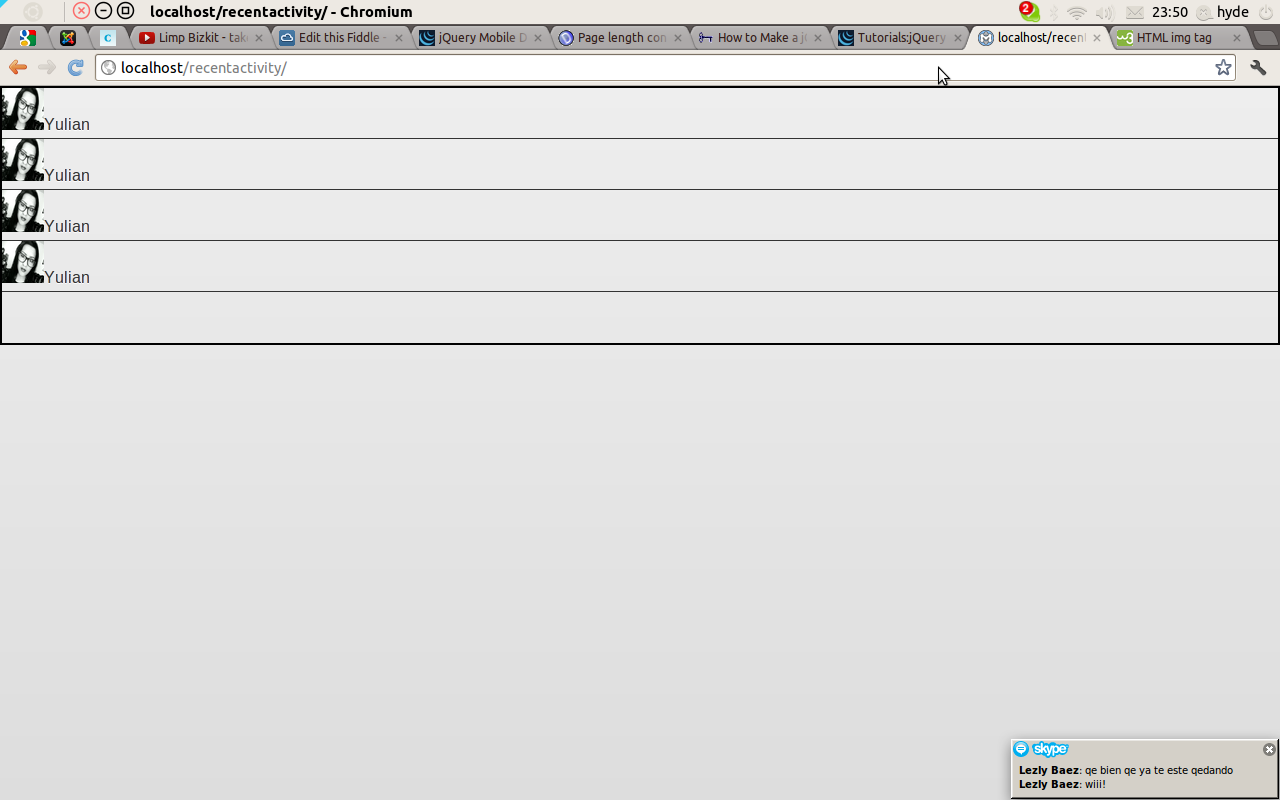 localhost/recentactivity/ - Chromium
2
23:50
hyde
C
Limp Bizkit - tak
Edit this Fiddle -
jQuery Mobile D
Page length con
How to Make a j
Tutorials:jQuery
localhost/recent
HTML img tag
localhost/recentactivity/
Yulian
Yulian
Yulian
Yulian
skype
Lezly Baez: qe bien qe ya te este qedando
Lezly Baez: wiii!